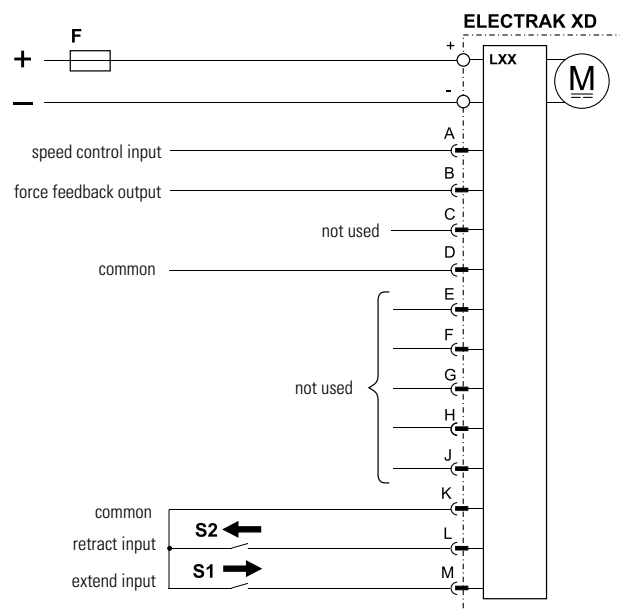 ELECTRAK XD
F
+
+
LXX
M
−
-
A
speed control input
B
force feedback output
C
not used
D
common
E
F
G
not used
H
J
K
common
S2
L
retract input
S1
M
extend input